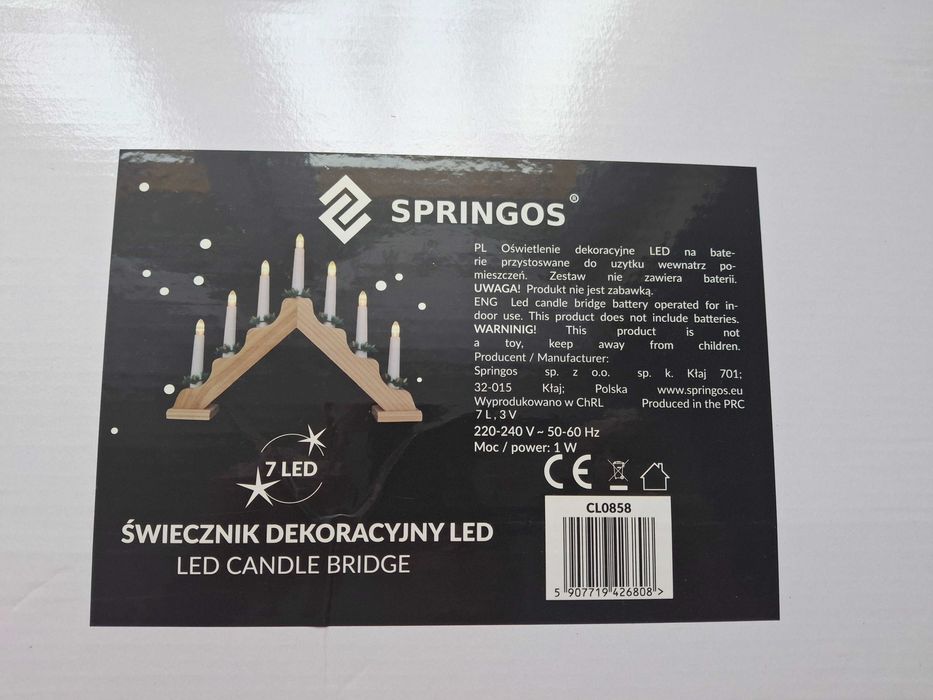 SPRINGOS®
PL Oświetlenie dekoracyjne LED na bate-
rie przystosowane do uzytku wewnatrz po-
mieszczeń. Zestaw nie zawiera baterii.
UWAGA! Produkt nie jest zabawką.
ENG Led candle bridge battery operated for in-
door use. This product does not include batteries.
WARNINIG! This product is not
a toy, keep away from children.
Producent / Manufacturer:
Springos sp. z o.o. sp. k. Kłaj 701;
32-015 Kłaj; Polska www.springos.eu
Wyprodukowano w ChRL Produced in the PRC
7 L , 3 V
220-240 V ~ 50-60 Hz
Moc / power: 1 W
CE
7 LED
ŚWIECZNIK DEKORACYJNY LED
LED CANDLE BRIDGE
CL0858
5 907719 426808 >